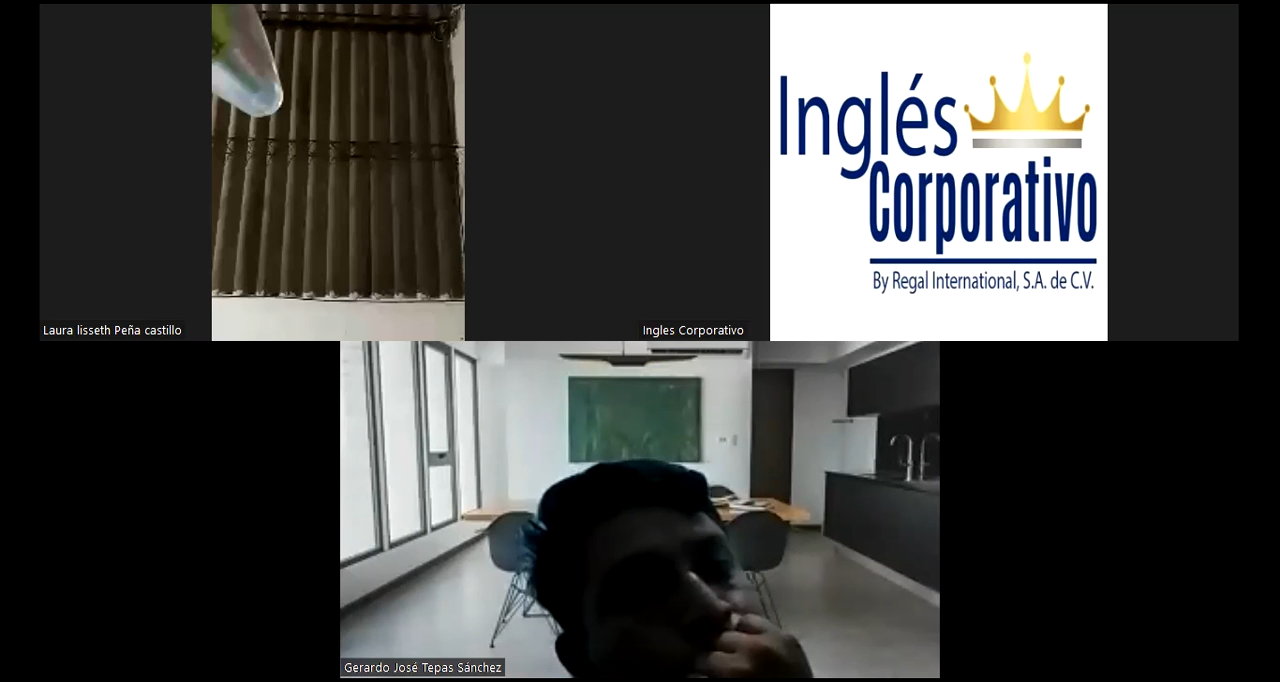 Inglés
Corporativo
By Regal International, S.A. de C.V.
Laura lisseth Peña castillo
Ingles Corporativo
Gerardo José Tepas Sánchez